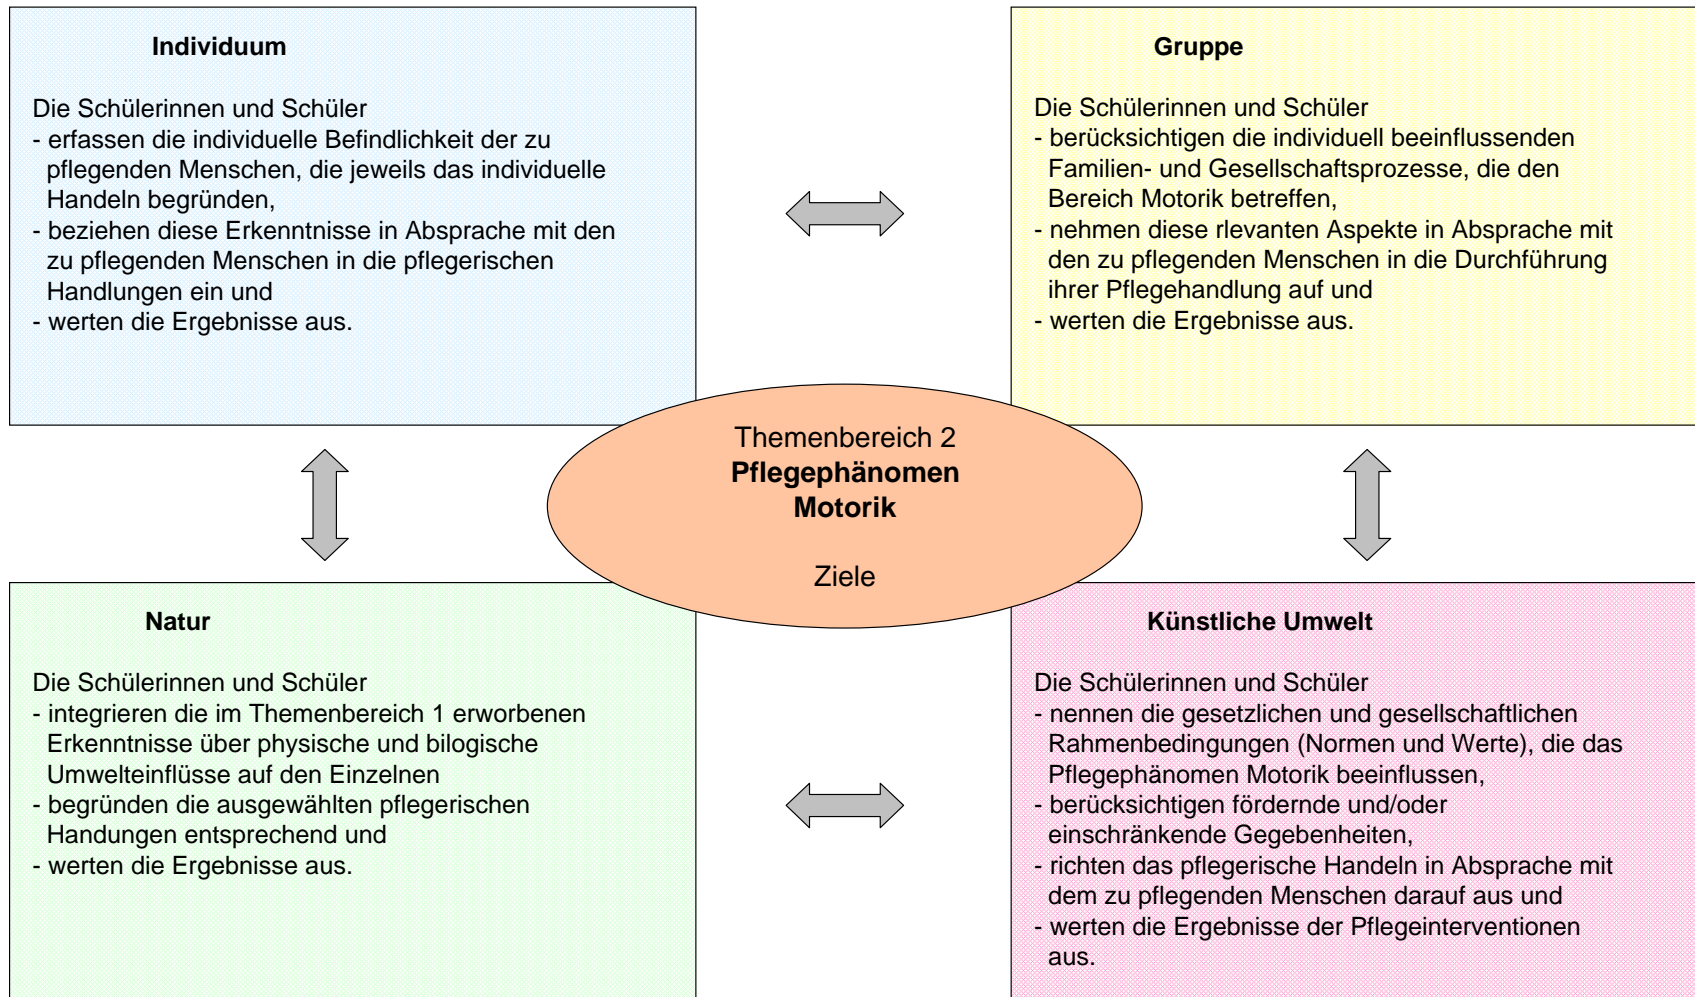 Individuum
Die Schülerinnen und Schüler
- erfassen die individuelle Befindlichkeit der zu
pflegenden Menschen, die jeweils das individuelle
Handeln begründen,
- beziehen diese Erkenntnisse in Absprache mit den
zu pflegenden Menschen in die pflegerischen
Handlungen ein und
- werten die Ergebnisse aus.
Gruppe
Die Schülerinnen und Schüler
- berücksichtigen die individuell beeinflussenden
Familien- und Gesellschaftsprozesse, die den
Bereich Motorik betreffen,
- nehmen diese rlevanten Aspekte in Absprache mit
den zu pflegenden Menschen in die Durchführung
ihrer Pflegehandlung auf und
- werten die Ergebnisse aus.
Themenbereich 2
Pflegephänomen
Motorik
Ziele
Natur
Die Schülerinnen und Schüler
- integrieren die im Themenbereich 1 erworbenen
Erkenntnisse über physische und bilogische
Umwelteinflüsse auf den Einzelnen
- begründen die ausgewählten pflegerischen
Handungen entsprechend und
- werten die Ergebnisse aus.
Künstliche Umwelt
Die Schülerinnen und Schüler
- nennen die gesetzlichen und gesellschaftlichen
Rahmenbedingungen (Normen und Werte), die das
Pflegephänomen Motorik beeinflussen,
- berücksichtigen fördernde und/oder
einschränkende Gegebenheiten,
- richten das pflegerische Handeln in Absprache mit
dem zu pflegenden Menschen darauf aus und
- werten die Ergebnisse der Pflegeinterventionen
aus.